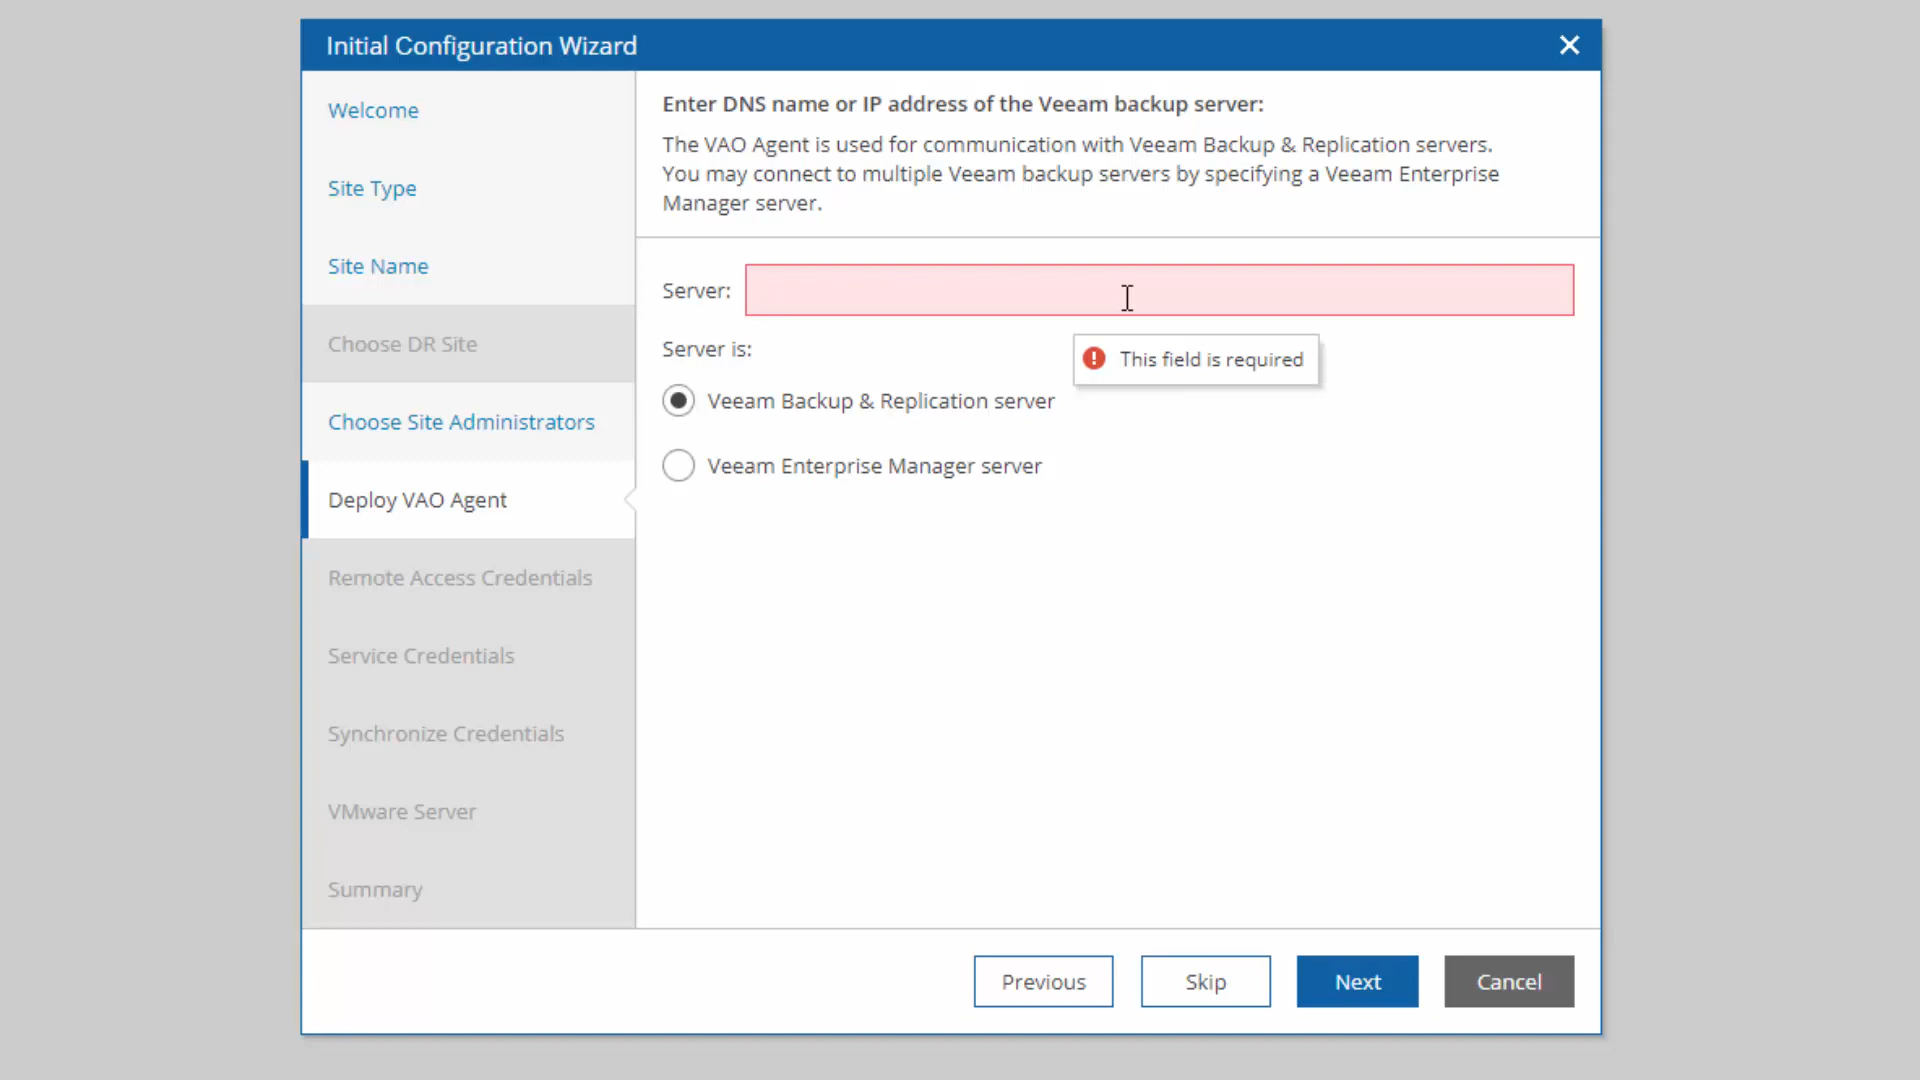 Initial Configuration Wizard
Welcome
Site Type
Site Name
Choose DR Site
Choose Site Administrators
Deploy VAO Agent
Remote Access Credentials
Service Credentials
Synchronize Credentials
VMware Server
Summary
Enter DNS name or IP address of the Veeam backup server:
The VAO Agent is used for communication with Veeam Backup & Replication servers.
You may connect to multiple Veeam backup servers by specifying a Veeam Enterprise
Manager server.
Server:
Server is:
This field is required
Veeam Backup & Replication server
Veeam Enterprise Manager server
Previous
Skip
Next
Cancel